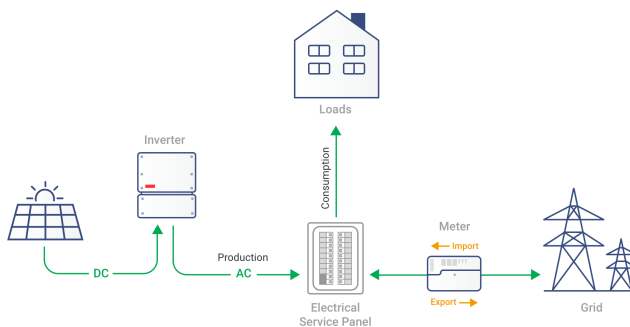 Loads
Inverter
Consumption
Meter
Import
Production
DC
AC
Export
Electrical
Service Panel
Grid